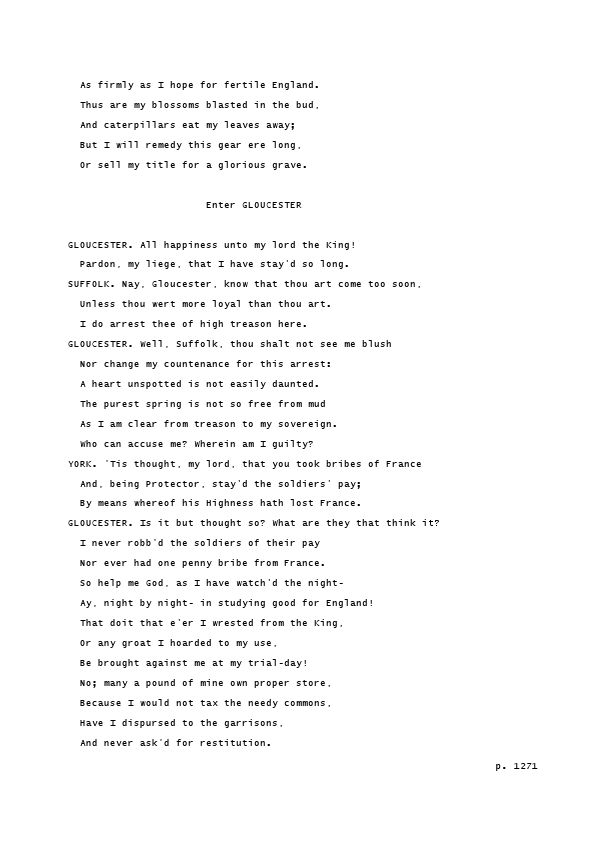 As firmly as I hope for fertile England.
Thus are my blossoms blasted in the bud,
And caterpillars eat my leaves away;
But I will remedy this gear ere long,
Or sell my title for a glorious grave.
Enter GLOUCESTER
GLOUCESTER. All happiness unto my lord the King!
Pardon, my liege, that I have stay'd so long.
SUFFOLK. Nay, Gloucester, know that thou art come too soon,
Unless thou wert more loyal than thou art.
I do arrest thee of high treason here.
GLOUCESTER. Well, Suffolk, thou shalt not see me blush
Nor change my countenance for this arrest:
A heart unspotted is not easily daunted.
The purest spring is not so free from mud
As I am clear from treason to my sovereign.
Who can accuse me? Wherein am I guilty?
YORK. 'Tis thought, my lord, that you took bribes of France
And, being Protector, stay'd the soldiers' pay;
By means whereof his Highness hath lost France.
GLOUCESTER. Is it but thought so? What are they that think it?
I never robb'd the soldiers of their pay
Nor ever had one penny bribe from France.
So help me God, as I have watch'd the night-
Ay, night by night- in studying good for England!
That doit that e'er I wrested from the King,
Or any groat I hoarded to my use,
Be brought against me at my trial-day!
No; many a pound of mine own proper store,
Because I would not tax the needy commons,
Have I dispursed to the garrisons,
And never ask'd for restitution.
p. 1271